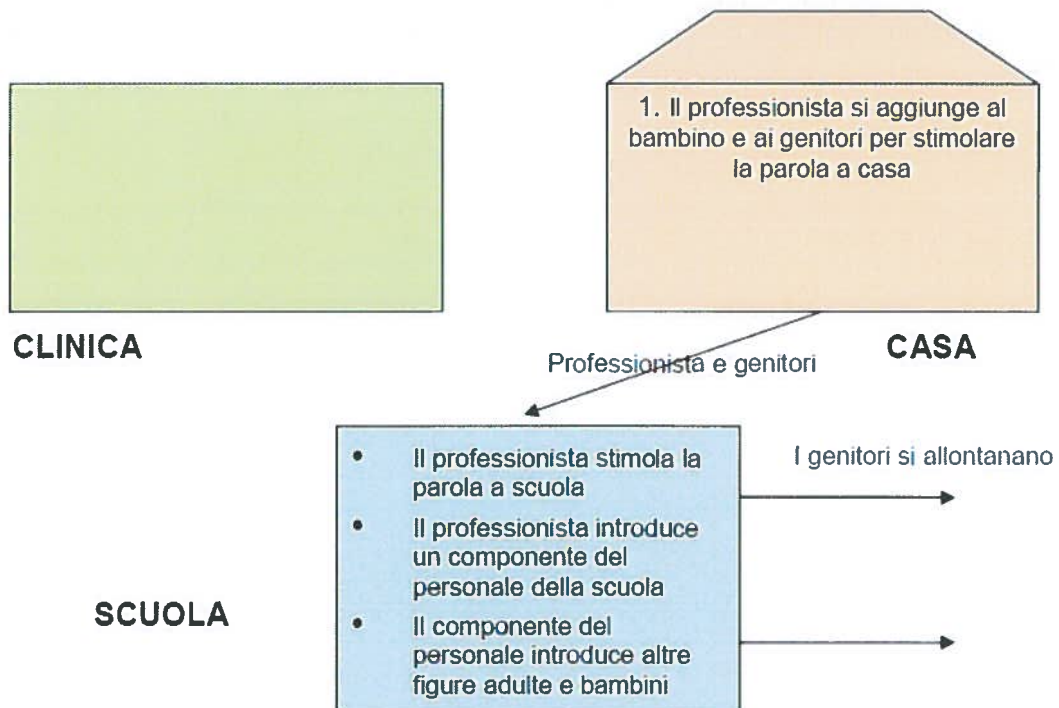 1. Il professionista si aggiunge al
bambino e ai genitori per stimolare
la parola a casa
CLINICA
CASA
Professionista e genitori
I genitori si allontanano
• Il professionista stimola la
parola a scuola
• Il professionista introduce
un componente del
personale della scuola
• Il componente del
personale introduce altre
figure adulte e bambini
SCUOLA